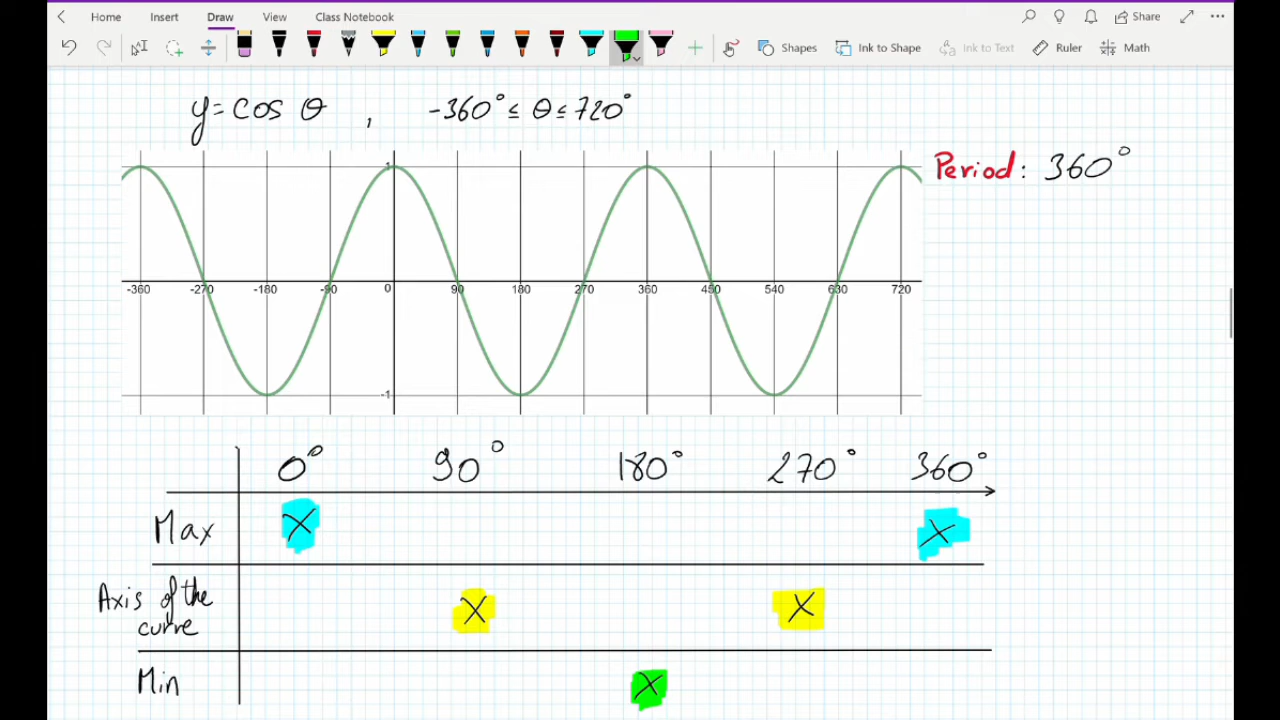 Home Insert Draw View Class Notebook Share
Shapes Ink to Shape Ink to Text Ruler Math
y = cos θ , -360° ≤ θ ≤ 720°
Period: 360°
1
-360 -270 -180 -90 0 90 180 270 360 450 540 630 720
-1
0° 90° 180° 270° 360°
Max X X
Axis of the
curve X X
Min X